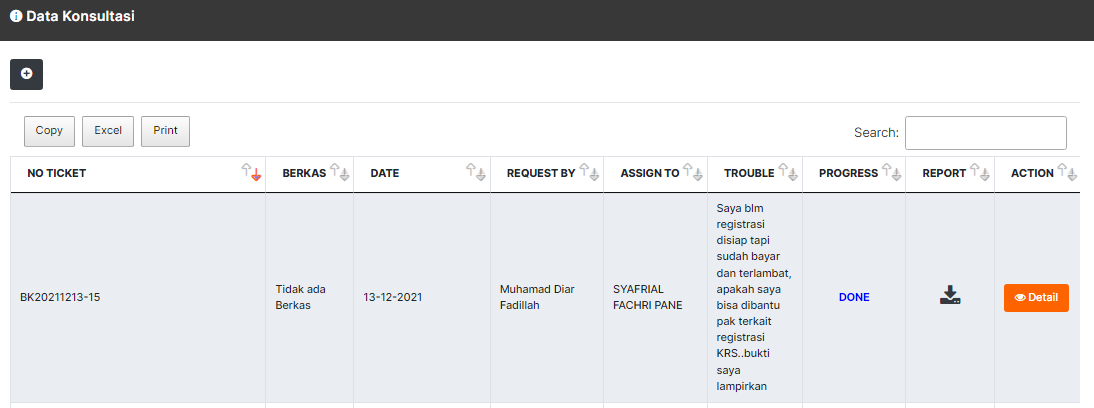 Data Konsultasi
Copy
Excel
Print
Search:
NO TICKET
BERKAS
DATE
REQUEST BY
ASSIGN TO
TROUBLE
PROGRESS
REPORT
ACTION
BK20211213-15
Tidak ada
Berkas
13-12-2021
Muhamad Diar
Fadillah
SYAFRIAL
FACHRI PANE
Saya blm
registrasi
disiap tapi
sudah bayar
dan terlambat,
apakah saya
bisa dibantu
pak terkait
registrasi
KRS..bukti
saya
lampirkan
DONE
Detail